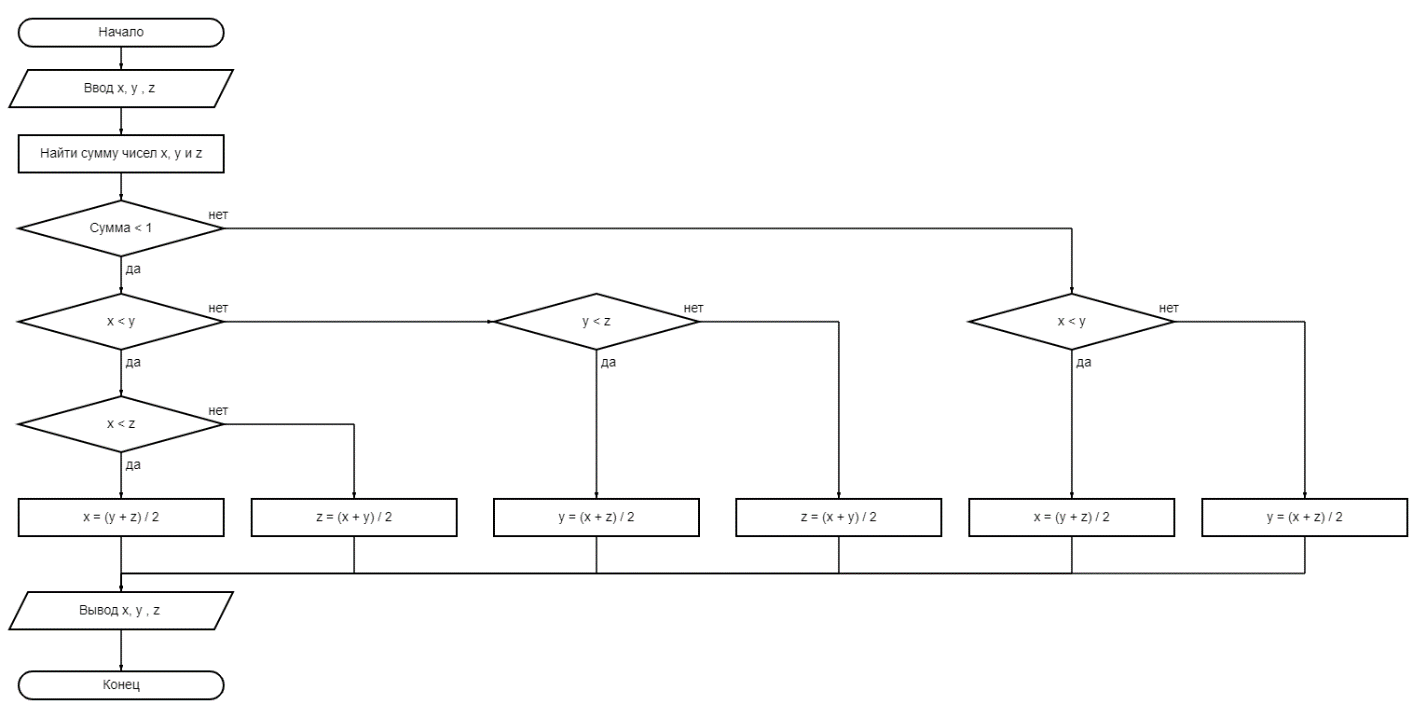 Начало
Ввод x, y , z
Найти сумму чисел x, y и z
нет
Сумма < 1
да
нет
нет
нет
x < y
y < z
x < y
да
да
да
нет
x < z
да
x = (y + z) / 2
z = (x + y) / 2
y = (x + z) / 2
z = (x + y) / 2
x = (y + z) / 2
y = (x + z) / 2
Вывод x, y , z
Конец